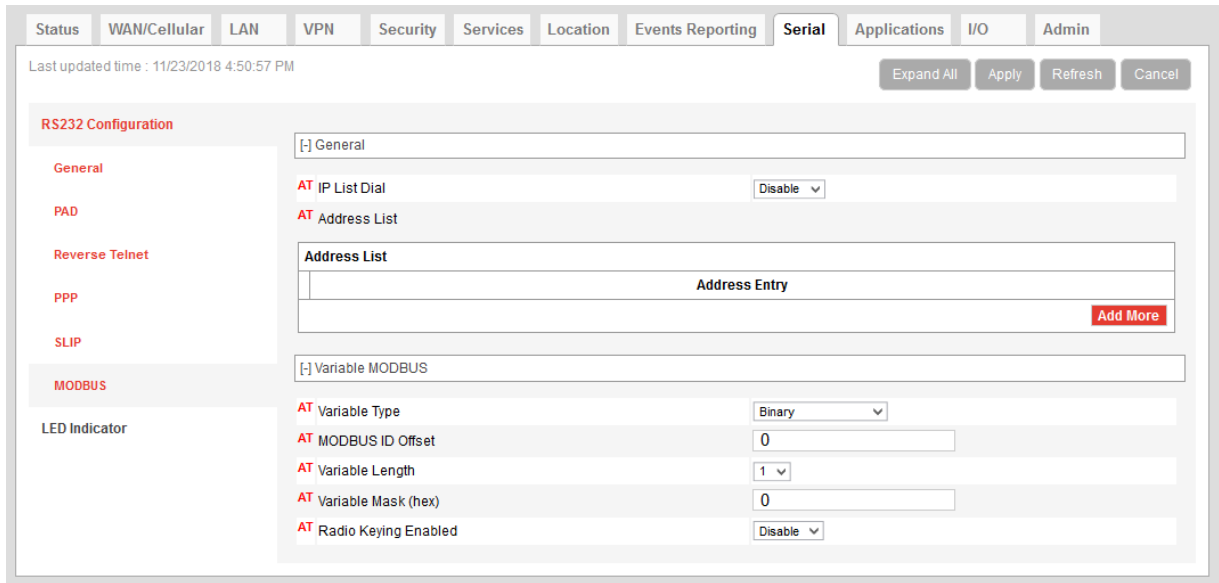 Status WAN/Cellular LAN VPN Security Services Location Events Reporting Serial Applications I/O Admin
Last updated time : 11/23/2018 4:50:57 PM
Expand All Apply Refresh Cancel
RS232 Configuration
General
PAD
Reverse Telnet
PPP
SLIP
MODBUS
LED Indicator
[-] General
AT IP List Dial Disable
AT Address List
Address List
Address Entry
Add More
[-] Variable MODBUS
AT Variable Type Binary
AT MODBUS ID Offset 0
AT Variable Length 1
AT Variable Mask (hex) 0
AT Radio Keying Enabled Disable